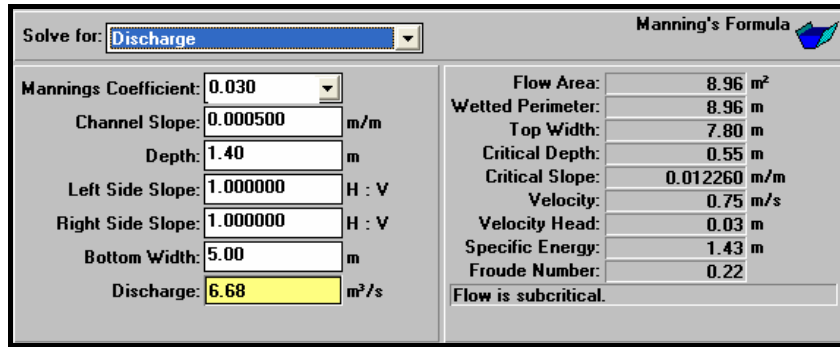 Solve for: Discharge
Manning's Formula
Mannings Coefficient: 0.030
Channel Slope: 0.000500 m/m
Depth: 1.40 m
Left Side Slope: 1.000000 H : V
Right Side Slope: 1.000000 H : V
Bottom Width: 5.00 m
Discharge: 6.68 m³/s
Flow Area: 8.96 m²
Wetted Perimeter: 8.96 m
Top Width: 7.80 m
Critical Depth: 0.55 m
Critical Slope: 0.012260 m/m
Velocity: 0.75 m/s
Velocity Head: 0.03 m
Specific Energy: 1.43 m
Froude Number: 0.22
Flow is subcritical.